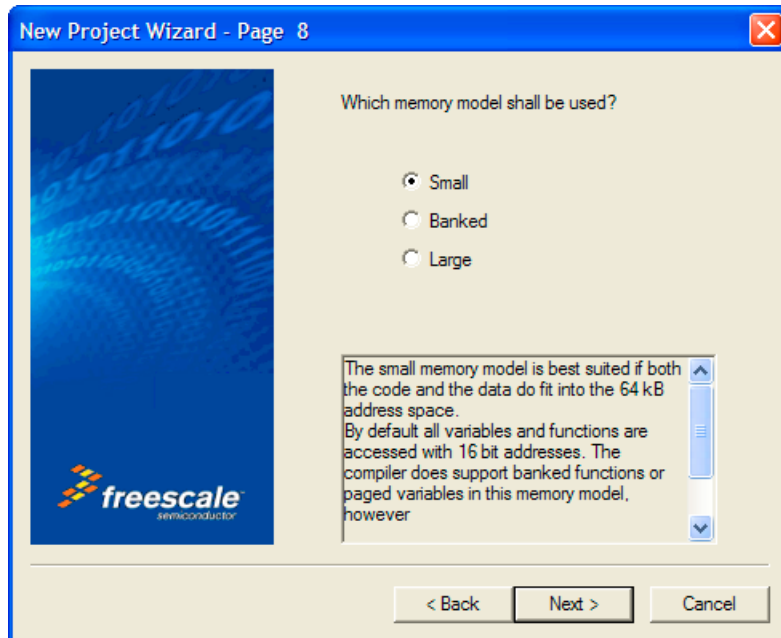 New Project Wizard - Page 8
Which memory model shall be used?
Small
Banked
Large
The small memory model is best suited if both
the code and the data do fit into the 64 kB
address space.
By default all variables and functions are
accessed with 16 bit addresses. The
compiler does support banked functions or
paged variables in this memory model,
however
freescale
semiconductor
< Back
Next >
Cancel